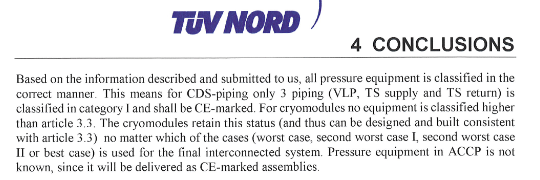 TÜV NORD
4 CONCLUSIONS
Based on the information described and submitted to us, all pressure equipment is classified in the
correct manner. This means for CDS-piping only 3 piping (VLP, TS supply and TS return) is
classified in category I and shall be CE-marked. For cryomodules no equipment is classified higher
than article 3.3. The cryomodules retain this status (and thus can be designed and built consistent
with article 3.3) no matter which of the cases (worst case, second worst case I, second worst case
II or best case) is used for the final interconnected system. Pressure equipment in ACCP is not
known, since it will be delivered as CE-marked assemblies.